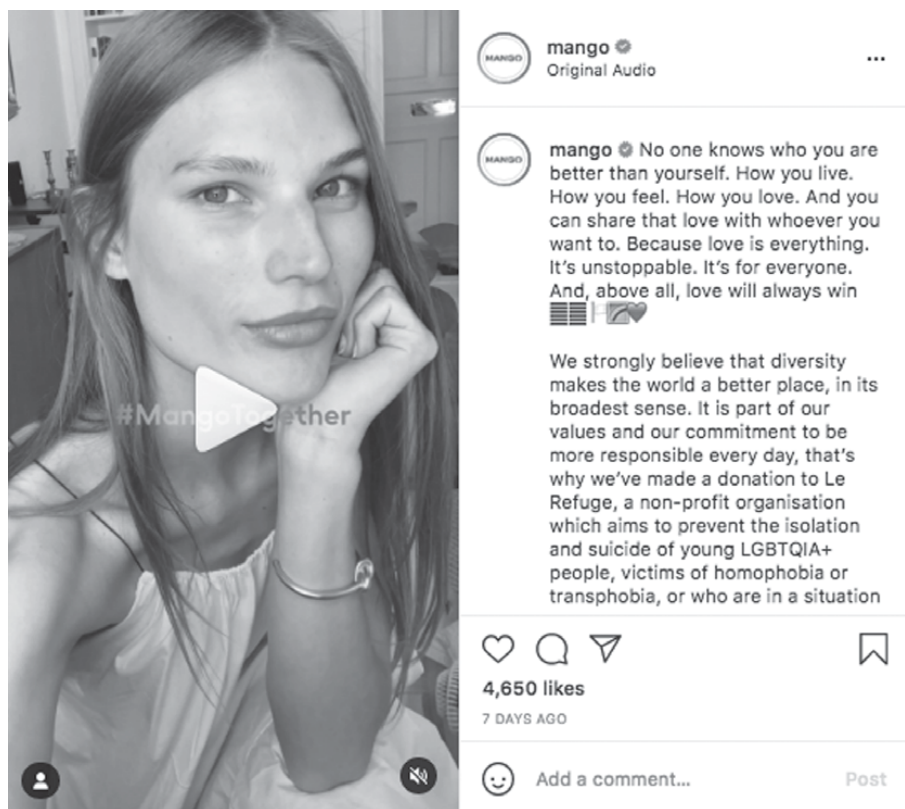 #MangoTogether
MANGO
mango
Original Audio
...
MANGO
mango No one knows who you are
better than yourself. How you live.
How you feel. How you love. And you
can share that love with whoever you
want to. Because love is everything.
It's unstoppable. It's for everyone.
And, above all, love will always win
We strongly believe that diversity
makes the world a better place, in its
broadest sense. It is part of our
values and our commitment to be
more responsible every day, that's
why we've made a donation to Le
Refuge, a non-profit organisation
which aims to prevent the isolation
and suicide of young LGBTQIA+
people, victims of homophobia or
transphobia, or who are in a situation
4,650 likes
7 DAYS AGO
Add a comment...
Post